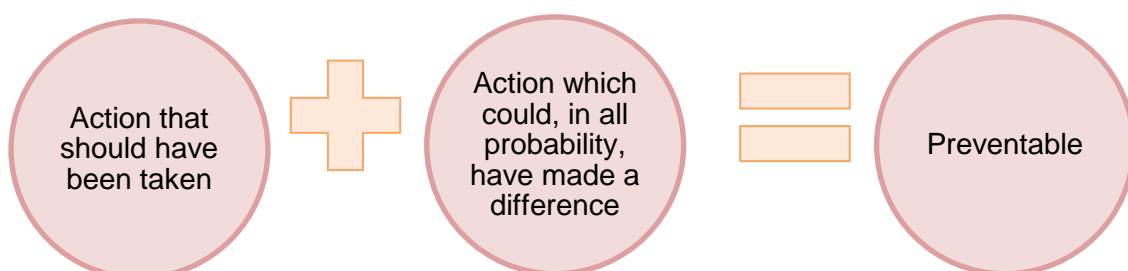 Action that
should have
been taken
Action which
could, in all
probability,
have made a
difference
Preventable